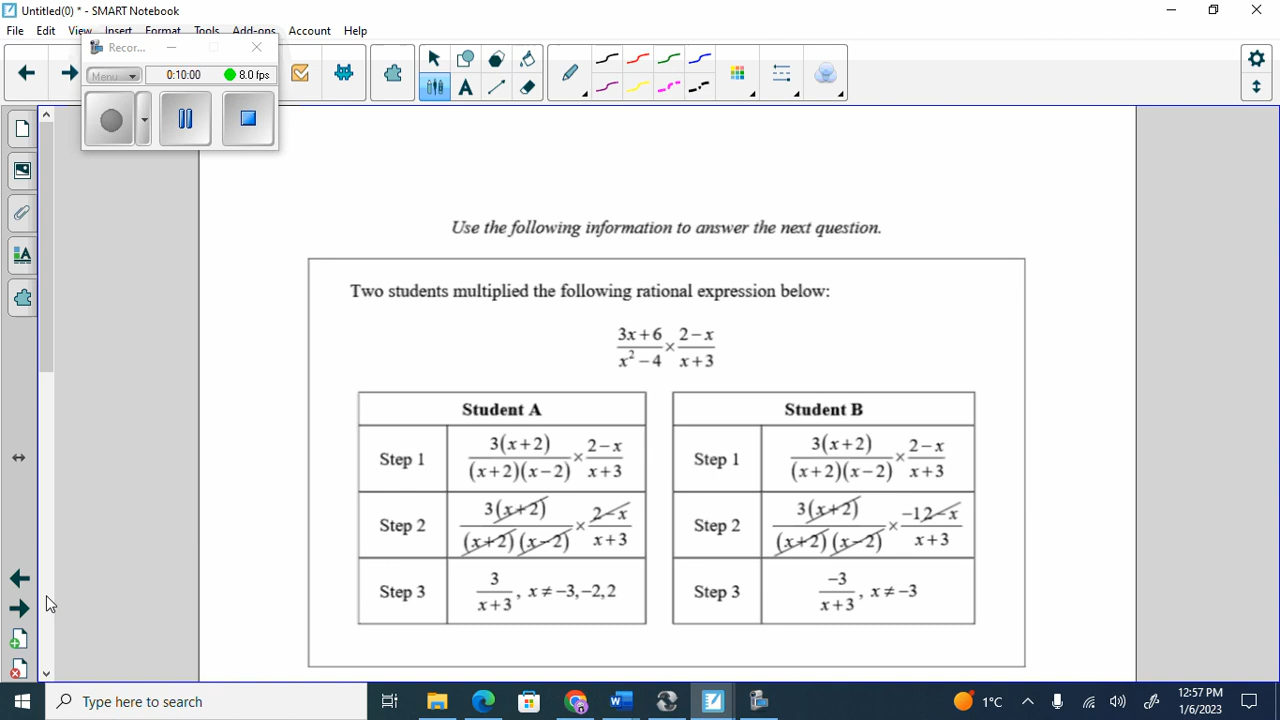 Untitled(0) * - SMART Notebook
File Edit View Insert Format Tools Add-ons Account Help
Recor...
Menu 0:10:00 8.0 fps
Use the following information to answer the next question.
Two students multiplied the following rational expression below:
3x+6 2−x
× 
x²−4 x+3
Student A Student B
Step 1 3(x+2)/(x+2)(x−2) × 2−x/x+3 Step 1 3(x+2)/(x+2)(x−2) × 2−x/x+3
Step 2 3(x+2)/(x+2)(x−2) × 2−x/x+3 Step 2 3(x+2)/(x+2)(x−2) × −12−x/x+3
Step 3 3/x+3, x≠−3,−2,2 Step 3 −3/x+3, x≠−3
Type here to search
1°C
12:57 PM
1/6/2023